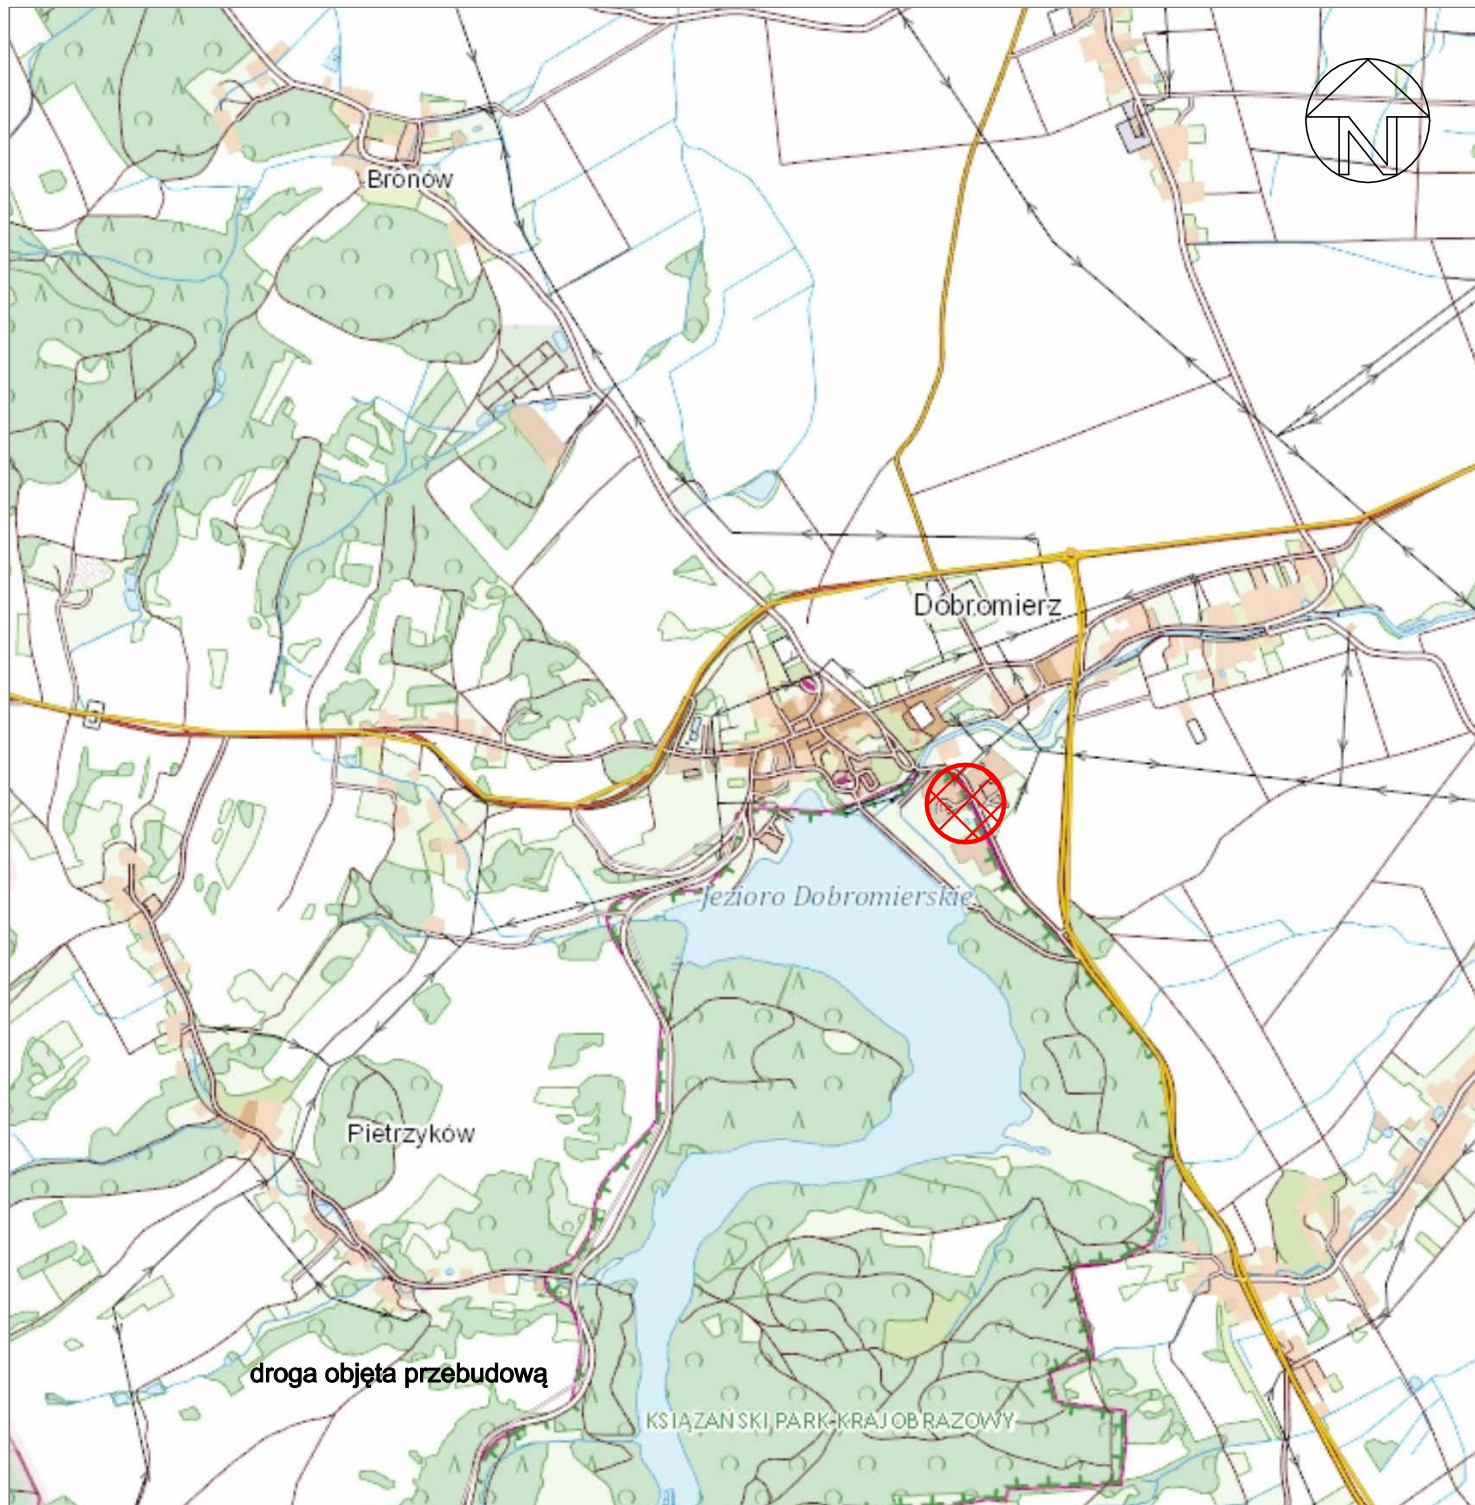 N
Bronów
Dobromierz
Jezioro Dobromierskie
Pietrzyków
droga objęta przebudową
KSIĄŻAŃSKI PARK KRAJOBRAZOWY